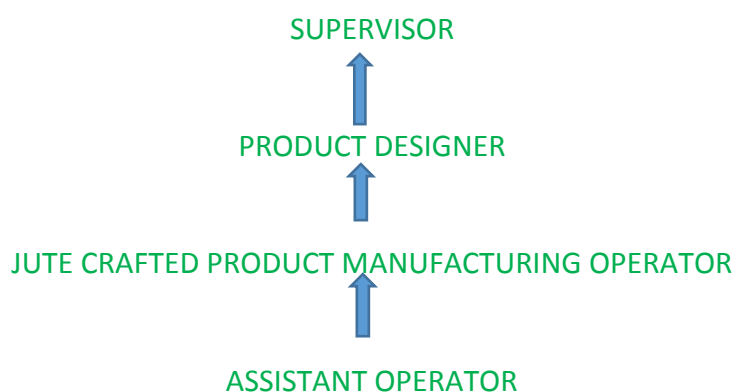 SUPERVISOR
PRODUCT DESIGNER
JUTE CRAFTED PRODUCT MANUFACTURING OPERATOR
ASSISTANT OPERATOR